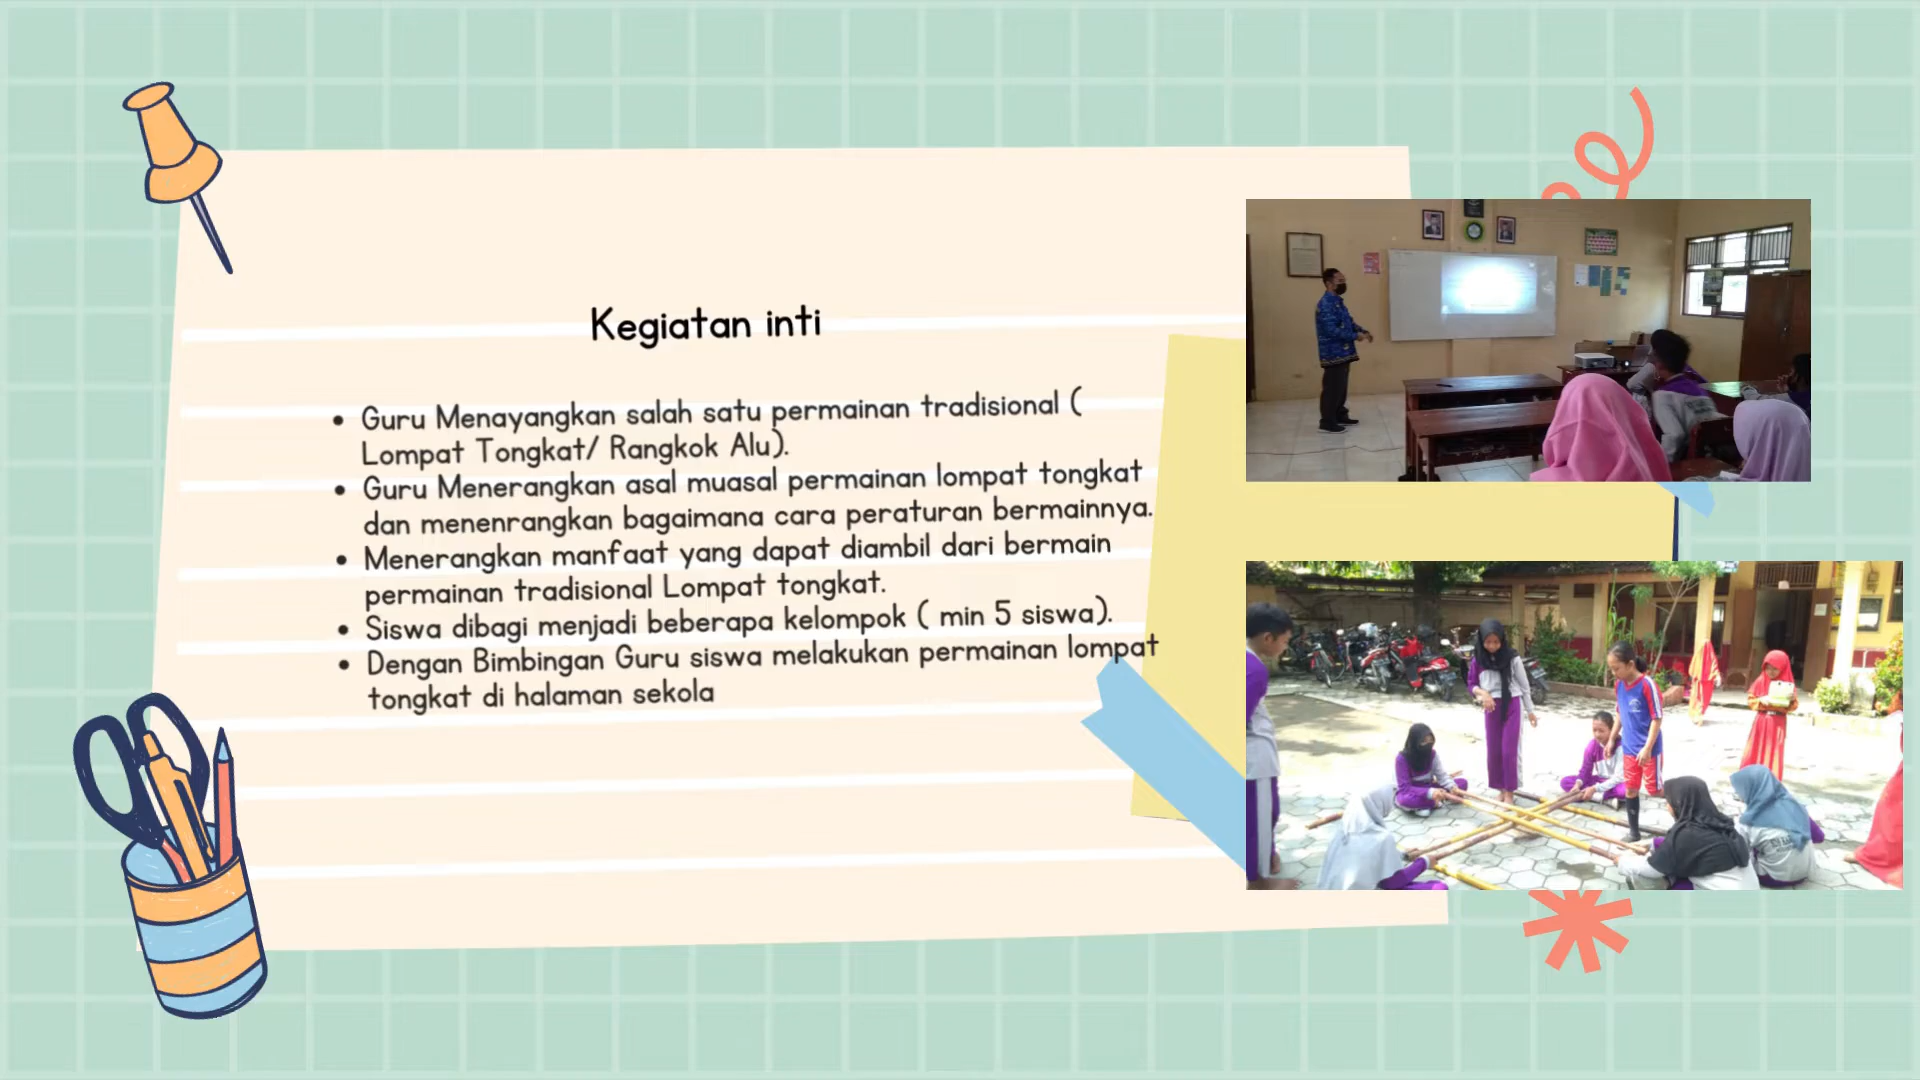 Kegiatan inti
Guru Menayangkan salah satu permainan tradisional (
Lompat Tongkat/ Rangkok Alu).
Guru Menerangkan asal muasal permainan lompat tongkat
dan menenrangkan bagaimana cara peraturan bermainnya.
Menerangkan manfaat yang dapat diambil dari bermain
permainan tradisional Lompat tongkat.
Siswa dibagi menjadi beberapa kelompok ( min 5 siswa).
Dengan Bimbingan Guru siswa melakukan permainan lompat
tongkat di halaman sekola